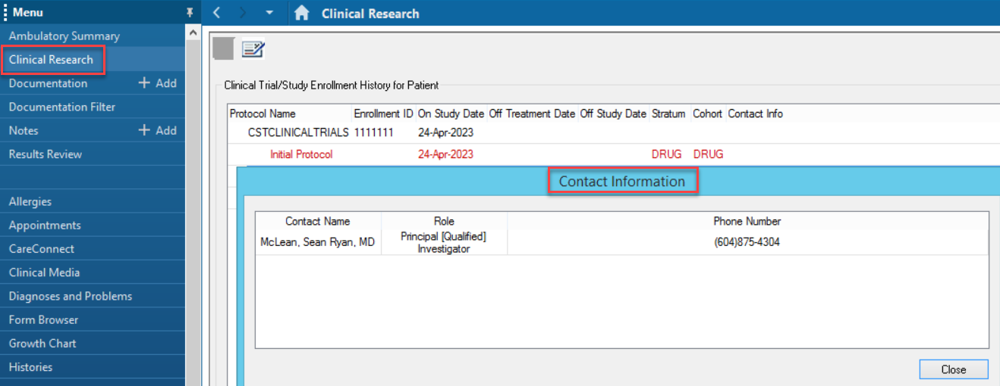 Menu
Ambulatory Summary
Clinical Research
Documentation + Add
Documentation Filter
Notes + Add
Results Review
Allergies
Appointments
CareConnect
Clinical Media
Diagnoses and Problems
Form Browser
Growth Chart
Histories
Clinical Research
Clinical Trial/Study Enrollment History for Patient
Protocol Name Enrollment ID On Study Date Off Treatment Date Off Study Date Stratum Cohort Contact Info
CSTCLINICALTRIALS 1111111 24-Apr-2023
Initial Protocol 24-Apr-2023 DRUG DRUG
Contact Information
Contact Name Role Phone Number
McLean, Sean Ryan, MD Principal [Qualified] Investigator (604)875-4304
Close